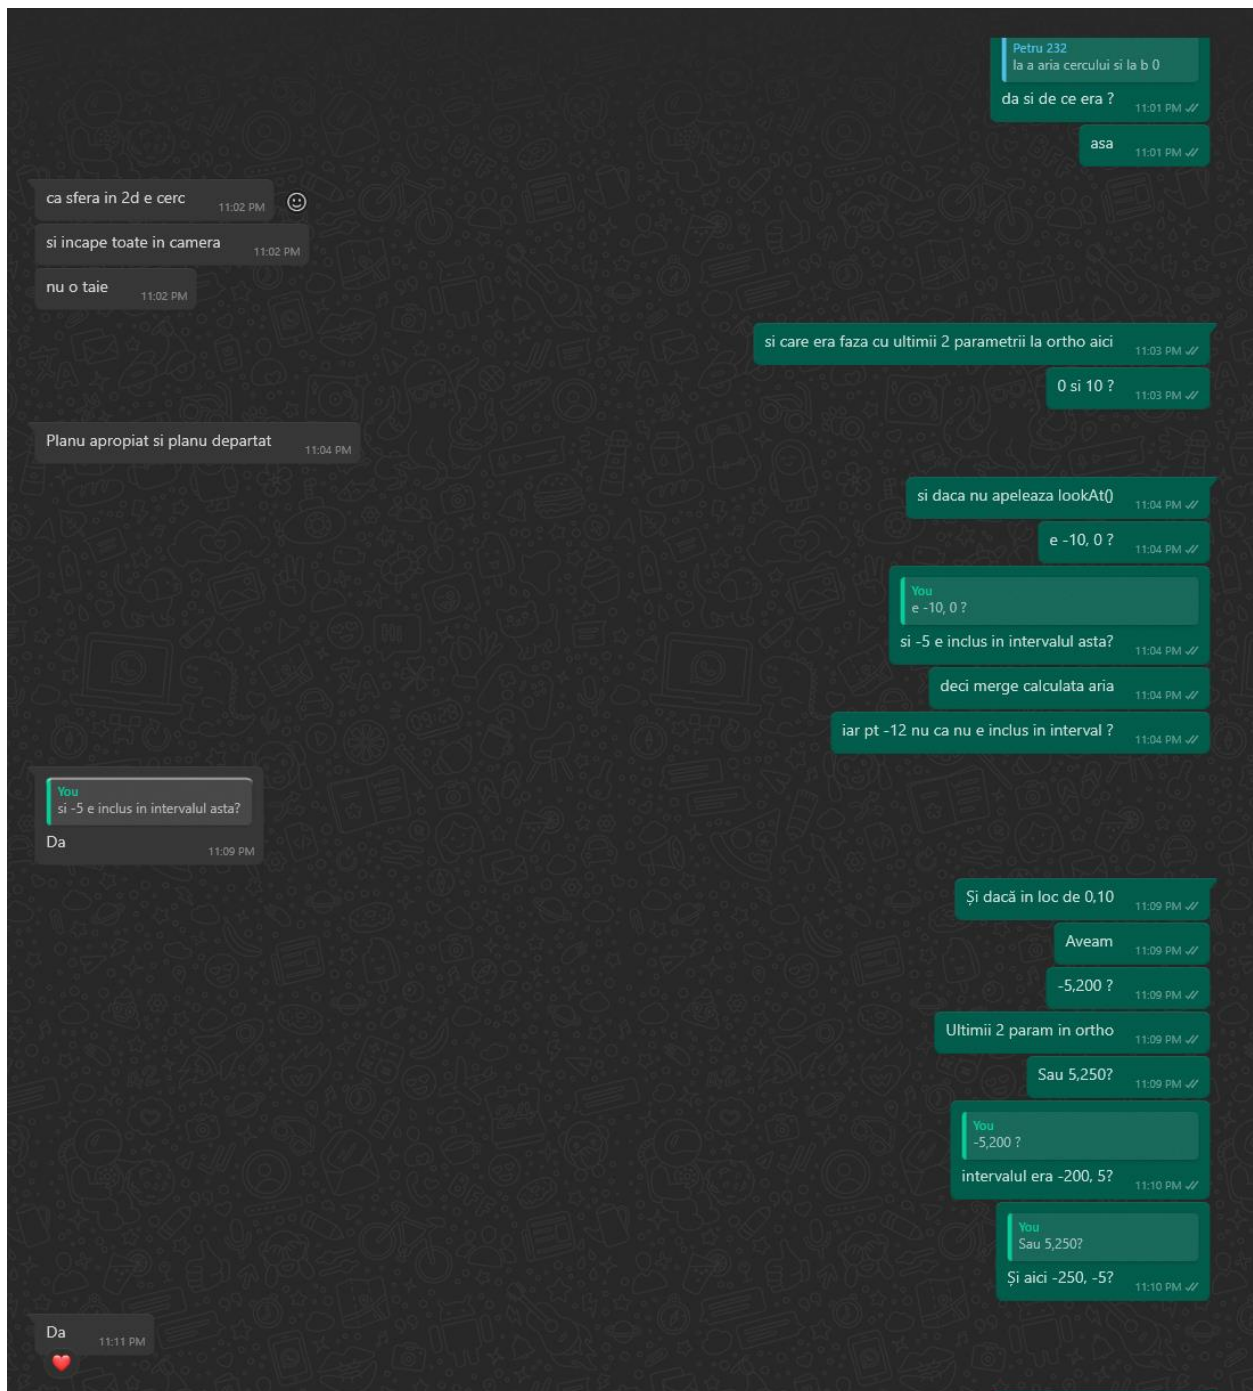 Petru 232
la a aria cercului si la b 0
da si de ce era ?
11:01 PM
asa
11:01 PM
ca sfera in 2d e cerc
11:02 PM
si incape toate in camera
11:02 PM
nu o taie
11:02 PM
si care era faza cu ultimii 2 parametrii la ortho aici
11:03 PM
0 si 10 ?
11:03 PM
Planu apropiat si planu departat
11:04 PM
si daca nu apeleaza lookAt()
11:04 PM
e -10, 0 ?
11:04 PM
You
e -10, 0 ?
si -5 e inclus in intervalul asta?
11:04 PM
deci merge calculata aria
11:04 PM
iar pt -12 nu ca nu e inclus in interval ?
11:04 PM
You
si -5 e inclus in intervalul asta?
Da
11:09 PM
Și dacă in loc de 0,10
11:09 PM
Aveam
11:09 PM
-5,200 ?
11:09 PM
Ultimii 2 param in ortho
11:09 PM
Sau 5,250?
11:09 PM
You
-5,200 ?
intervalul era -200, 5?
11:10 PM
You
Sau 5,250?
Și aici -250, -5?
11:10 PM
Da
11:11 PM